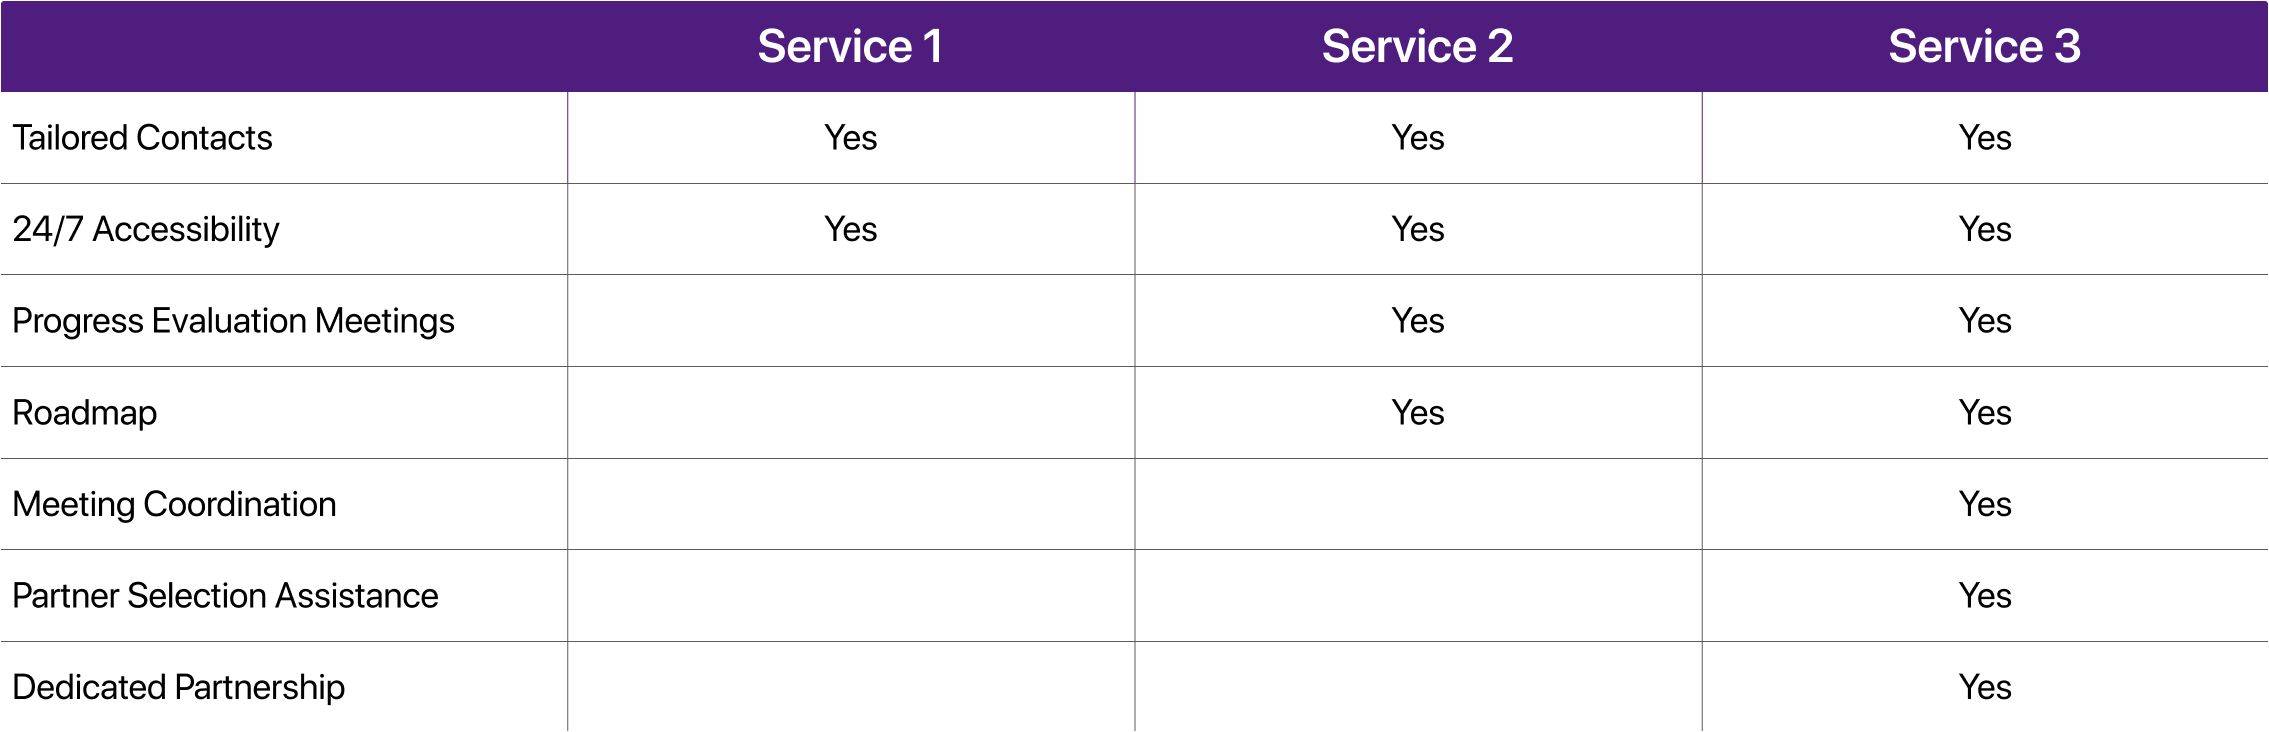 Service 1 Service 2 Service 3
Tailored Contacts Yes Yes Yes
24/7 Accessibility Yes Yes Yes
Progress Evaluation Meetings Yes Yes
Roadmap Yes Yes
Meeting Coordination Yes
Partner Selection Assistance Yes
Dedicated Partnership Yes